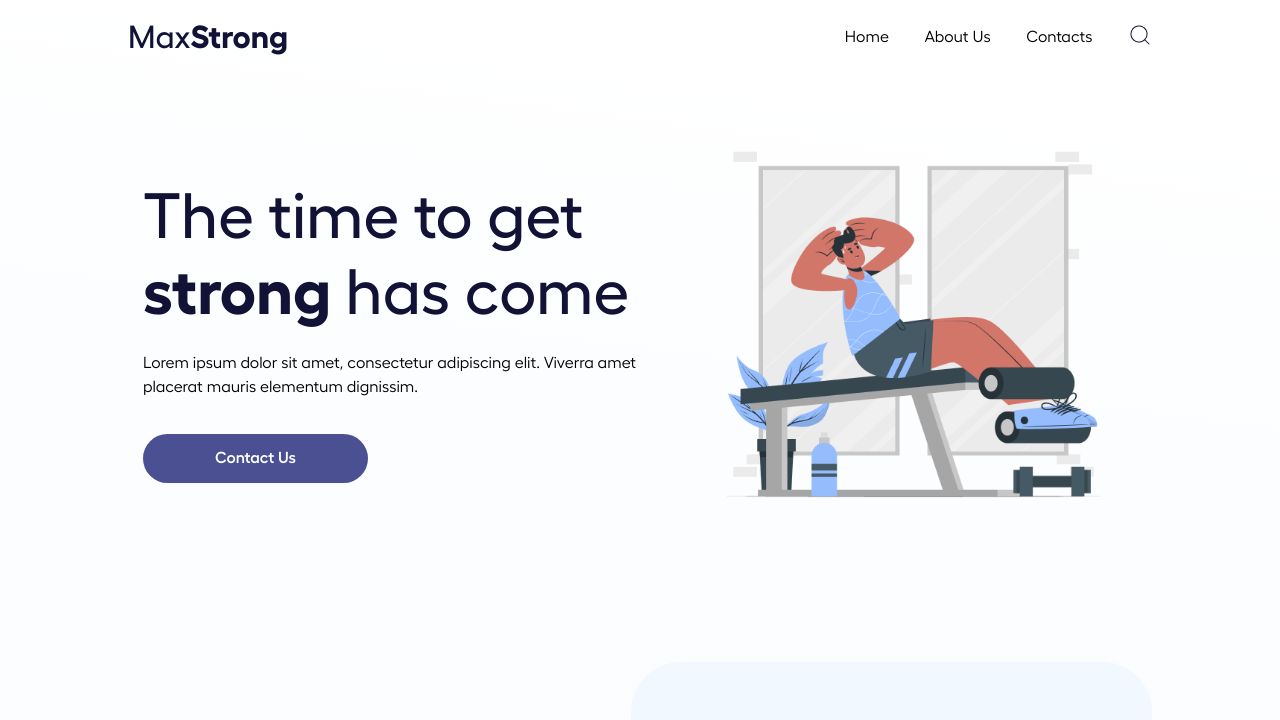 MaxStrong
Home
About Us
Contacts
The time to get
strong has come
Lorem ipsum dolor sit amet, consectetur adipiscing elit. Viverra amet
placerat mauris elementum dignissim.
Contact Us